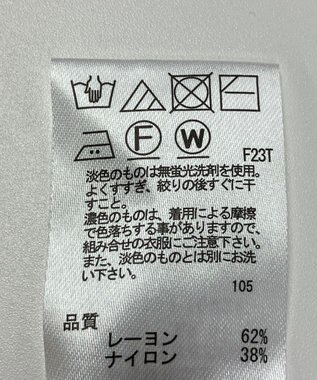 F W F23T
淡色のものは無蛍光洗剤を使用。
よくすすぎ、絞りの後すぐに干
すこと。
濃色のものは、着用による摩擦
で色落ちする事がありますので、
組み合せの衣服にご注意下さい。
また、淡色のものとは別にお洗
い下さい。
105
品質
レーヨン 62%
ナイロン 38%